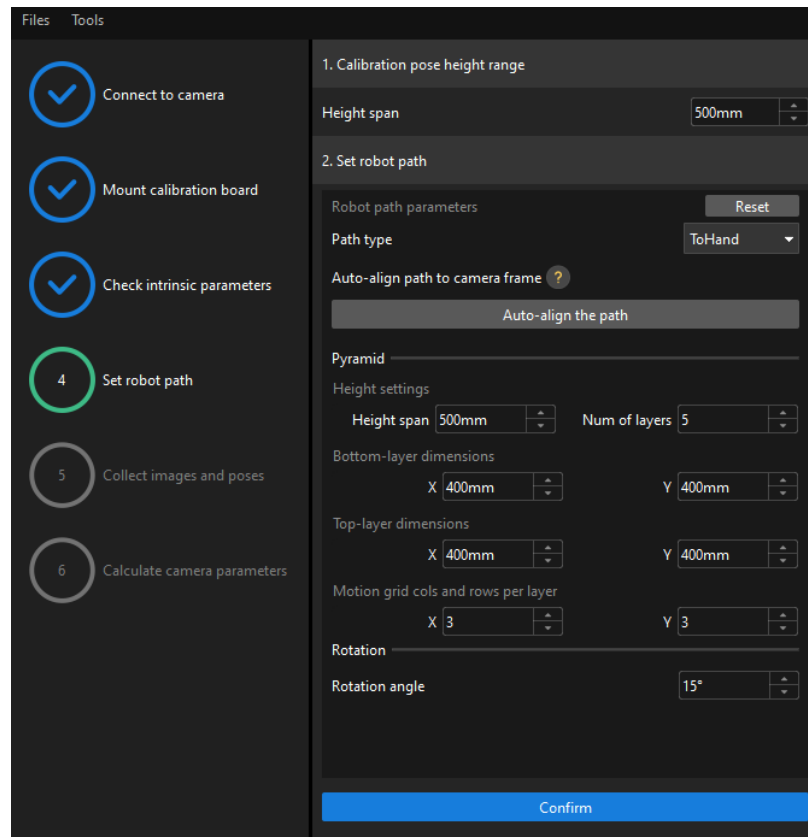 Files Tools
Connect to camera
Mount calibration board
Check intrinsic parameters
4 Set robot path
5 Collect images and poses
6 Calculate camera parameters
1. Calibration pose height range
Height span 500mm
2. Set robot path
Robot path parameters Reset
Path type ToHand
Auto-align path to camera frame ?
Auto-align the path
Pyramid
Height settings
Height span 500mm Num of layers 5
Bottom-layer dimensions
X 400mm Y 400mm
Top-layer dimensions
X 400mm Y 400mm
Motion grid cols and rows per layer
X 3 Y 3
Rotation
Rotation angle 15°
Confirm